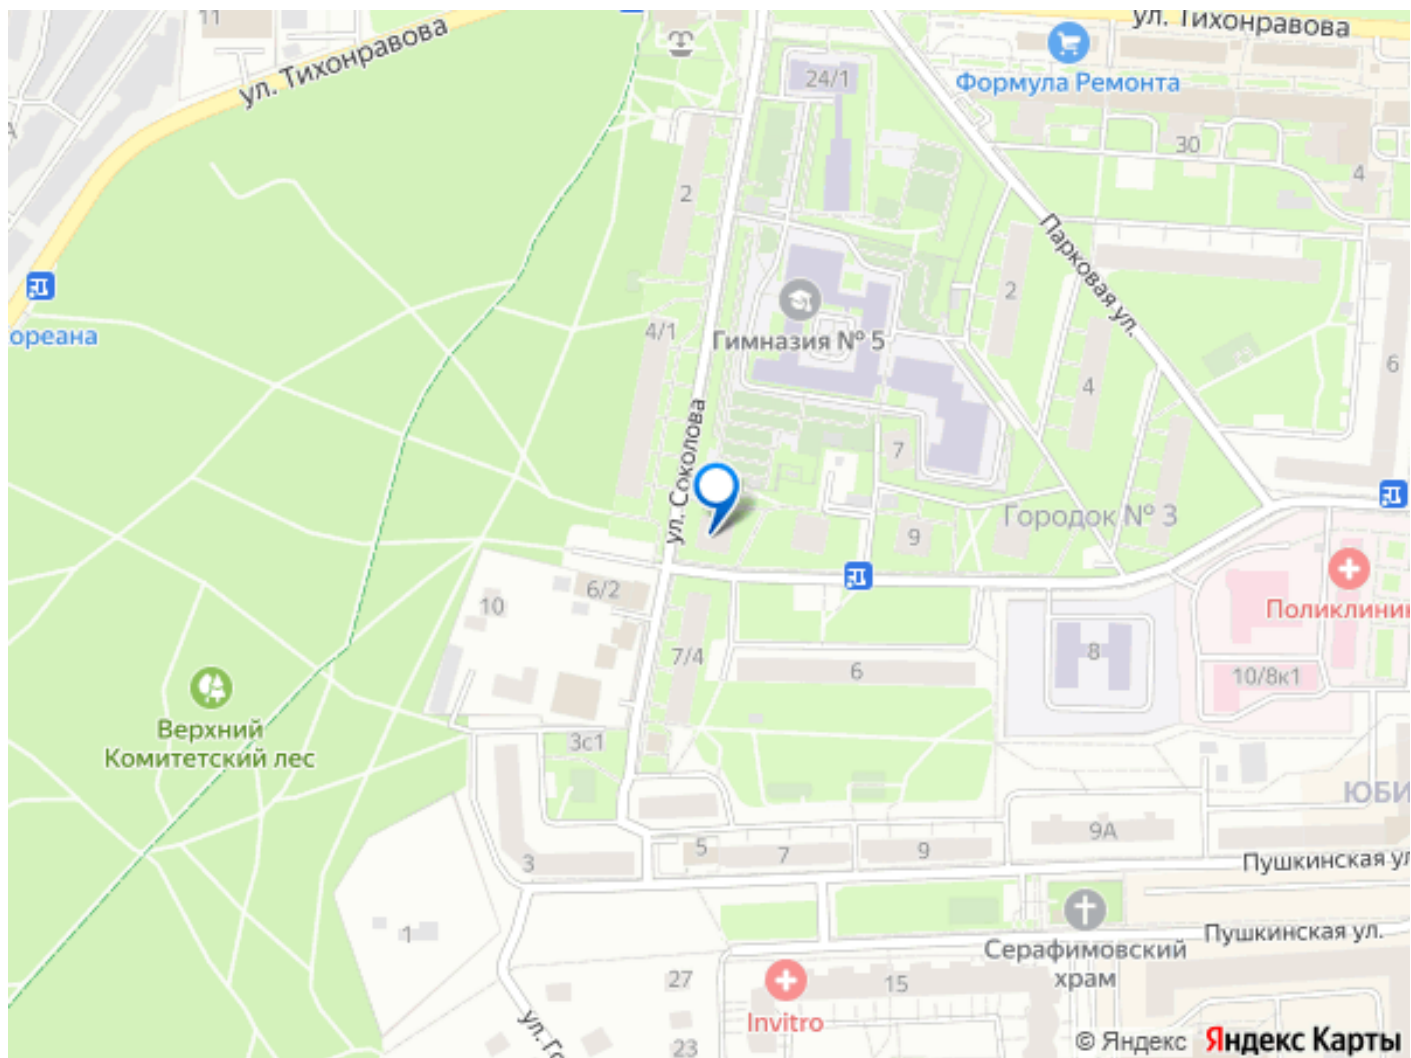 11
ул. Тихонравова
ул. Тихонравова
24/1
Формула Ремонта
30
4
2
Парковая ул.
2
Гимназия № 5
4/1
ореана
4
6
ул. Соколова
7
9
Городок № 3
6/2
10
Поликлиник
8
7/4
6
10/8к1
Верхний
Комитетский лес
3с1
ЮБИ
9А
3
5
7
9
Пушкинская ул
1
Пушкинская ул.
Серафимовский
храм
27
15
Invitro
23
ул. Го
© Яндекс Яндекс Карты